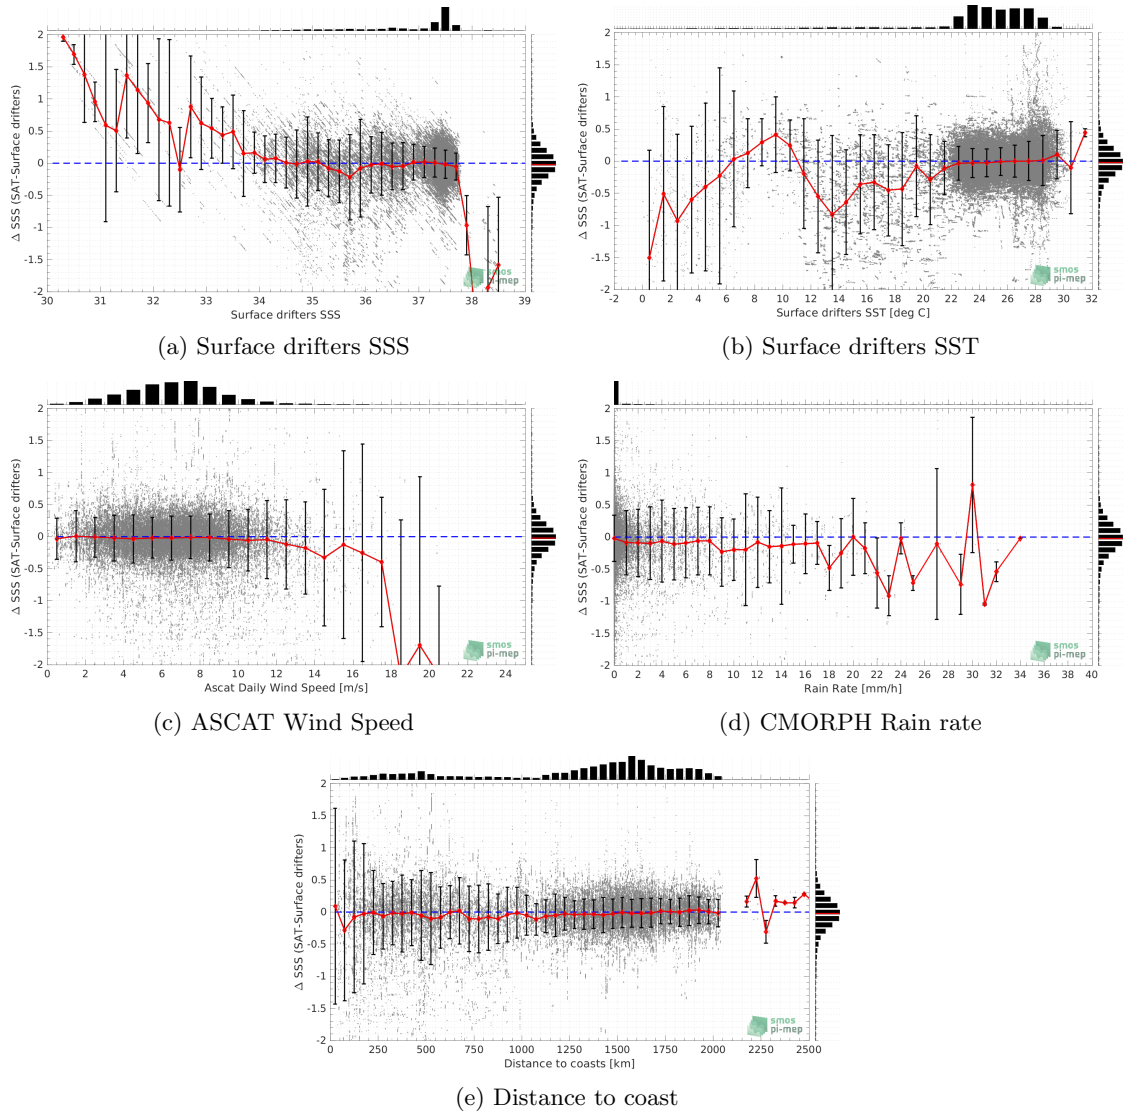 2
1.5
1
0.5
0
-0.5
-1
-1.5
-2
Δ SSS (SAT-Surface drifters)
30 31 32 33 34 35 36 37 38 39
Surface drifters SSS
smos
pi-mep
(a) Surface drifters SSS
2
1.5
1
0.5
0
-0.5
-1
-1.5
-2
Δ SSS (SAT-Surface drifters)
-2 0 2 4 6 8 10 12 14 16 18 20 22 24 26 28 30 32
Surface drifters SST [deg C]
smos
pi-mep
(b) Surface drifters SST
2
1.5
1
0.5
0
-0.5
-1
-1.5
-2
Δ SSS (SAT-Surface drifters)
0 2 4 6 8 10 12 14 16 18 20 22 24
Ascat Daily Wind Speed [m/s]
smos
pi-mep
(c) ASCAT Wind Speed
2
1.5
1
0.5
0
-0.5
-1
-1.5
-2
Δ SSS (SAT-Surface drifters)
0 2 4 6 8 10 12 14 16 18 20 22 24 26 28 30 32 34 36 38 40
Rain Rate [mm/h]
smos
pi-mep
(d) CMORPH Rain rate
2
1.5
1
0.5
0
-0.5
-1
-1.5
-2
Δ SSS (SAT-Surface drifters)
0 250 500 750 1000 1250 1500 1750 2000 2250 2500
Distance to coasts [km]
smos
pi-mep
(e) Distance to coast